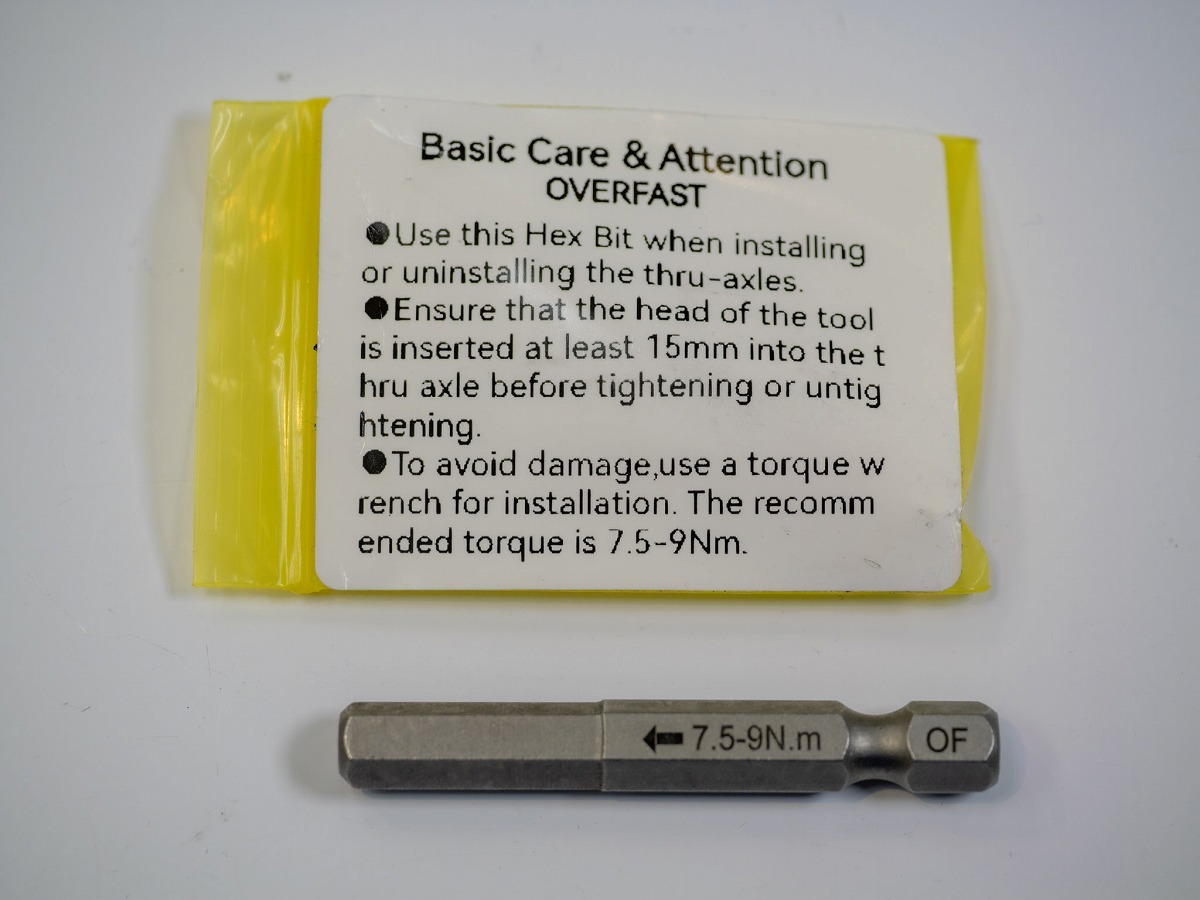 Basic Care & Attention
OVERFAST
●Use this Hex Bit when installing
or uninstalling the thru-axles.
●Ensure that the head of the tool
is inserted at least 15mm into the t
hru axle before tightening or untig
htening.
●To avoid damage,use a torque w
rench for installation. The recomm
ended torque is 7.5-9Nm.
←7.5-9N.m OF